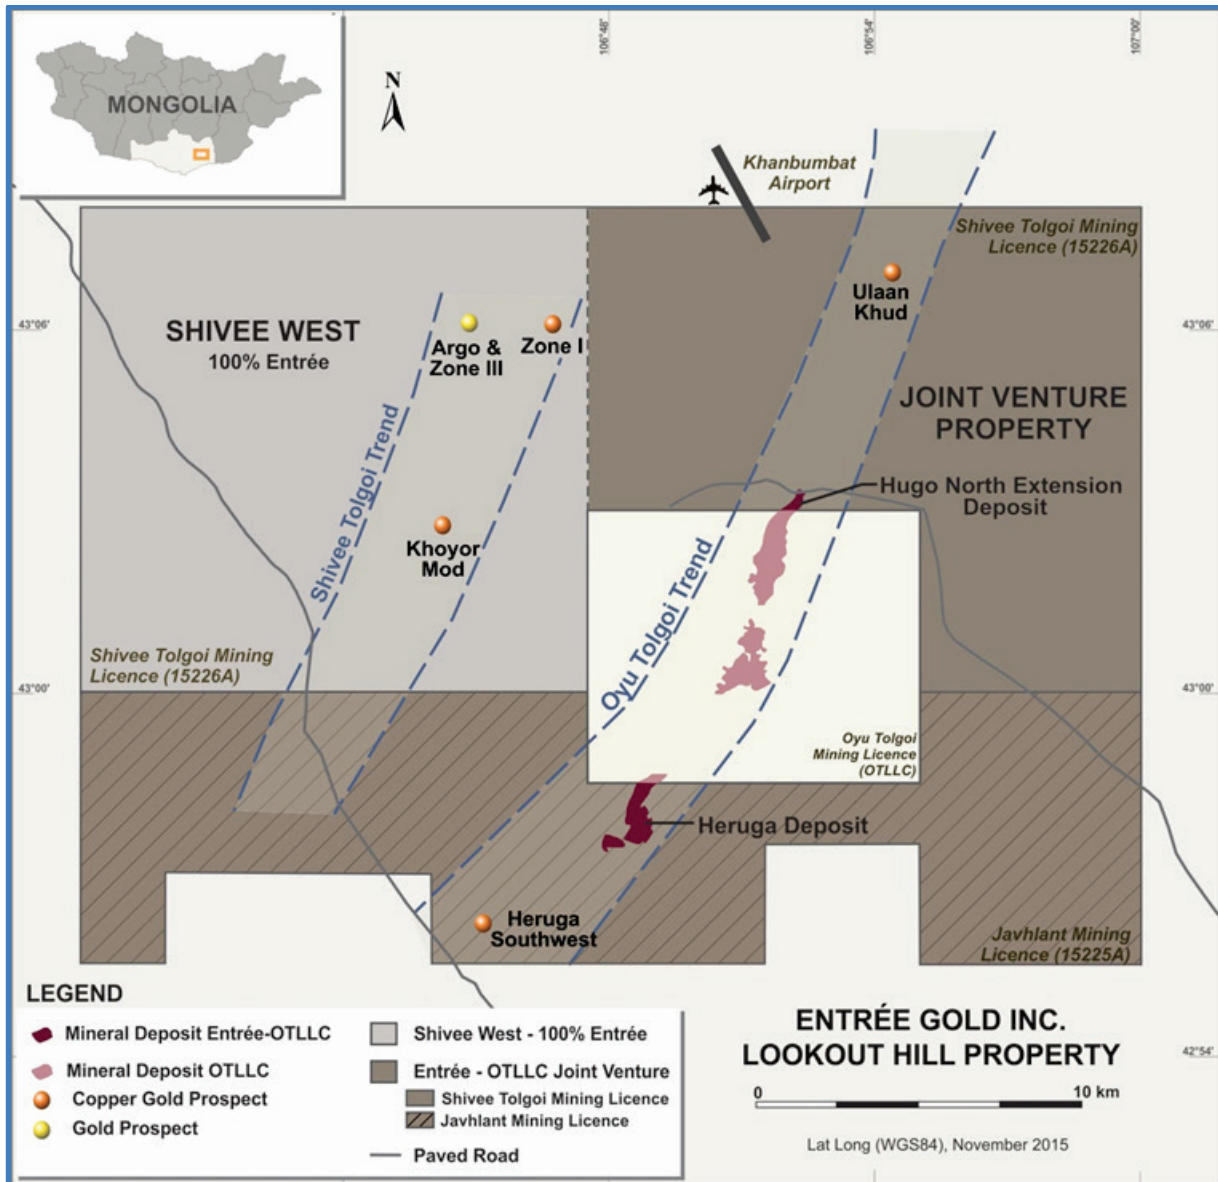 MONGOLIA
N
106°48'
106°54'
107°00'
Khanbumbat
Airport
Shivee Tolgoi Mining
Licence (15226A)
Ulaan
Khud
43°06'
43°06'
SHIVEE WEST
100% Entrée
Argo &
Zone III
Zone I
JOINT VENTURE
PROPERTY
Shivee Tolgoi Trend
Hugo North Extension
Deposit
Khoyor
Mod
Oyu Tolgoi Trend
Shivee Tolgoi Mining
Licence (15226A)
43°00'
43°00'
Oyu Tolgoi
Mining Licence
(OTLLC)
Heruga Deposit
Heruga
Southwest
Javhlant Mining
Licence (15225A)
LEGEND
Mineral Deposit Entrée-OTLLC
Mineral Deposit OTLLC
Copper Gold Prospect
Gold Prospect
Shivee West - 100% Entrée
Entrée - OTLLC Joint Venture
Shivee Tolgoi Mining Licence
Javhlant Mining Licence
Paved Road
ENTRÉE GOLD INC.
LOOKOUT HILL PROPERTY
42°54'
0 10 km
Lat Long (WGS84), November 2015